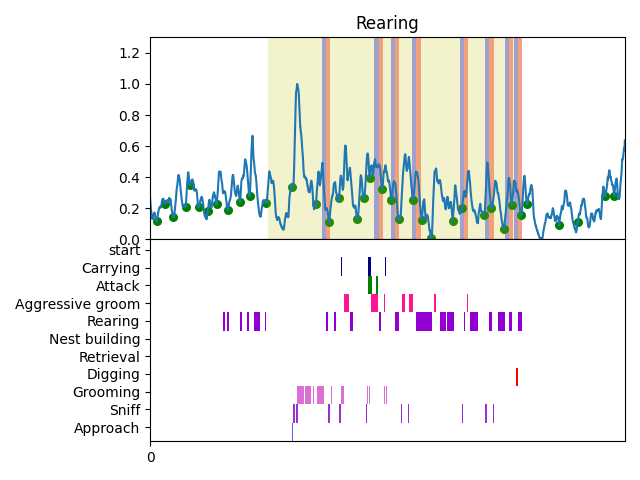 Rearing
1.2
1.0
0.8
0.6
0.4
0.2
0.0
start
Carrying
Attack
Aggressive groom
Rearing
Nest building
Retrieval
Digging
Grooming
Sniff
Approach
0